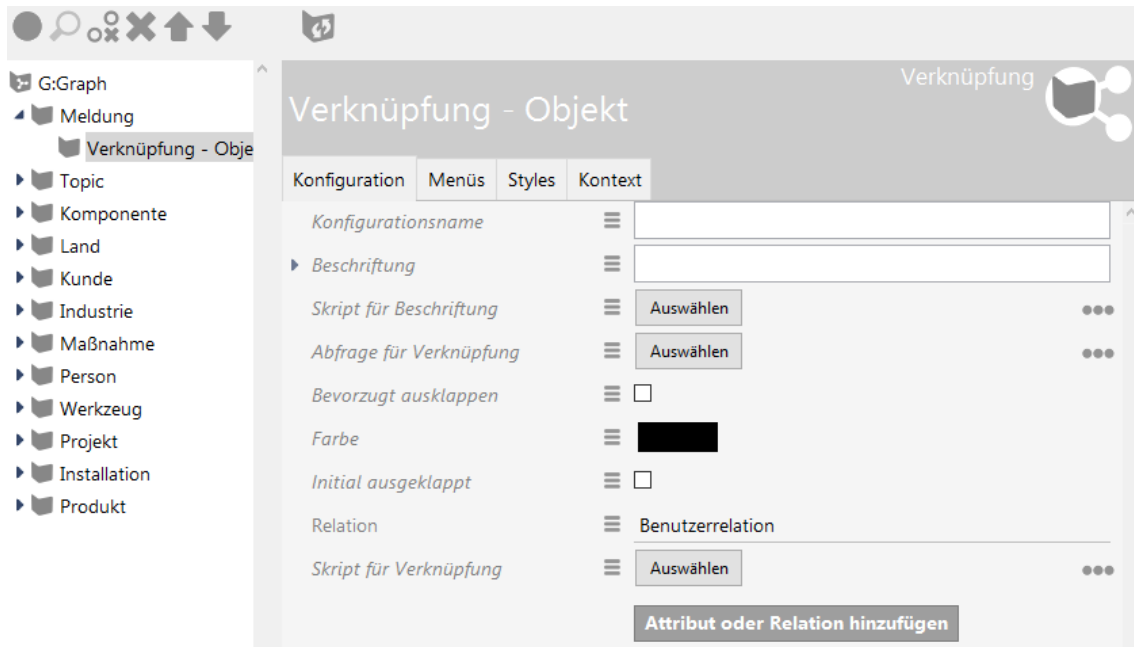 G:Graph
Meldung
Verknüpfung - Obje
Topic
Komponente
Land
Kunde
Industrie
Maßnahme
Person
Werkzeug
Projekt
Installation
Produkt
Verknüpfung
Verknüpfung - Objekt
Konfiguration Menüs Styles Kontext
Konfigurationsname
Beschriftung
Skript für Beschriftung Auswählen
Abfrage für Verknüpfung Auswählen
Bevorzugt ausklappen
Farbe
Initial ausgeklappt
Relation Benutzerrelation
Skript für Verknüpfung Auswählen
Attribut oder Relation hinzufügen